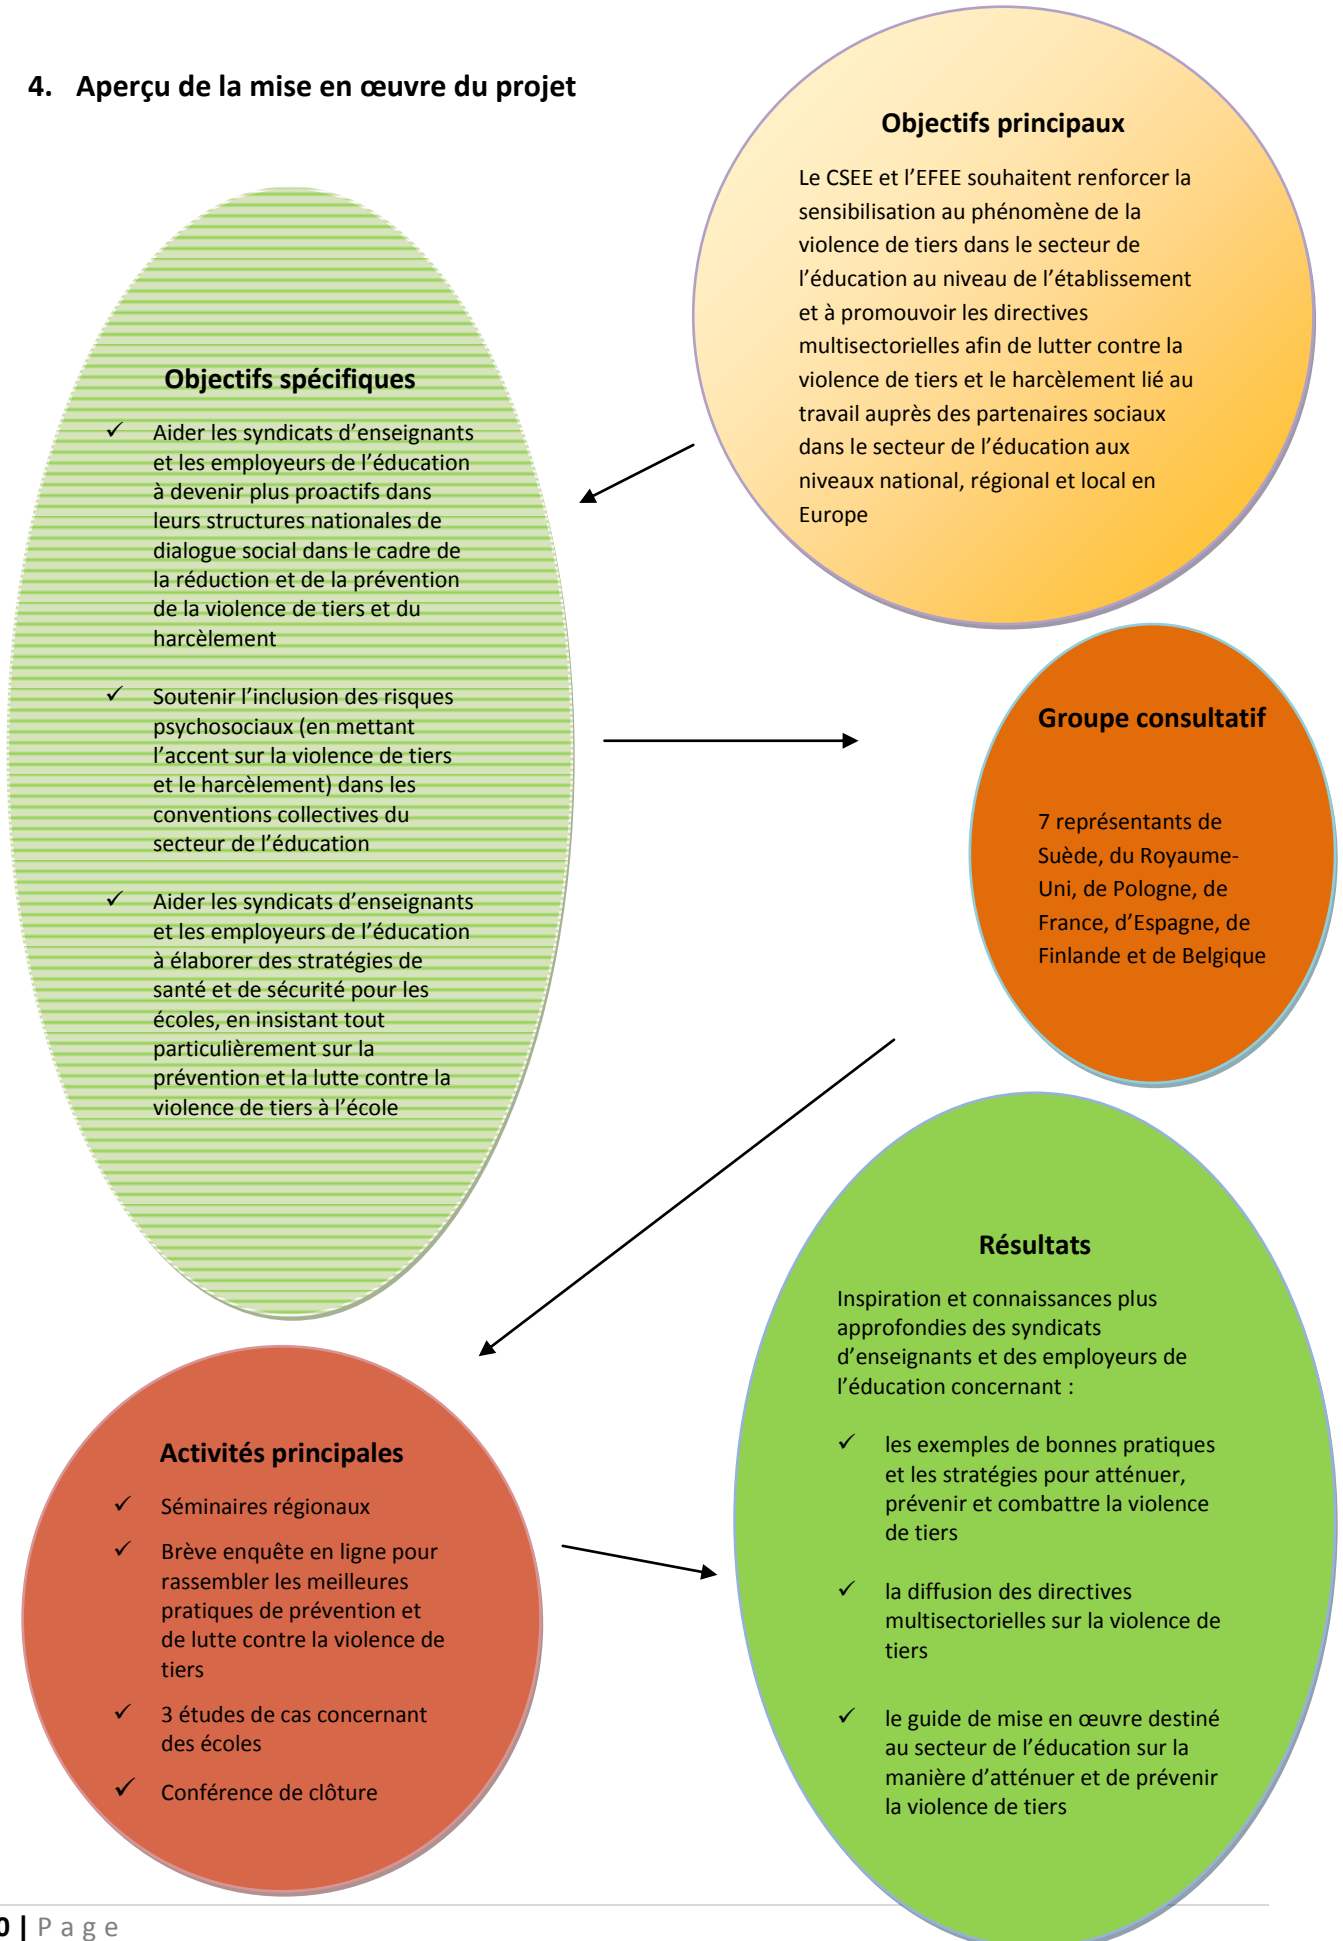 4. Aperçu de la mise en œuvre du projet
Objectifs principaux
Le CSEE et l’EFEE souhaitent renforcer la
sensibilisation au phénomène de la
violence de tiers dans le secteur de
l’éducation au niveau de l’établissement
et à promouvoir les directives
multisectorielles afin de lutter contre la
violence de tiers et le harcèlement lié au
travail auprès des partenaires sociaux
dans le secteur de l’éducation aux
niveaux national, régional et local en
Europe
Objectifs spécifiques
✓ Aider les syndicats d’enseignants
et les employeurs de l’éducation
à devenir plus proactifs dans
leurs structures nationales de
dialogue social dans le cadre de
la réduction et de la prévention
de la violence de tiers et du
harcèlement
✓ Soutenir l’inclusion des risques
psychosociaux (en mettant
l’accent sur la violence de tiers
et le harcèlement) dans les
conventions collectives du
secteur de l’éducation
✓ Aider les syndicats d’enseignants
et les employeurs de l’éducation
à élaborer des stratégies de
santé et de sécurité pour les
écoles, en insistant tout
particulièrement sur la
prévention et la lutte contre la
violence de tiers à l’école
Groupe consultatif
7 représentants de
Suède, du Royaume-
Uni, de Pologne, de
France, d’Espagne, de
Finlande et de Belgique
Activités principales
✓ Séminaires régionaux
✓ Brève enquête en ligne pour
rassembler les meilleures
pratiques de prévention et
de lutte contre la violence de
tiers
✓ 3 études de cas concernant
des écoles
✓ Conférence de clôture
Résultats
Inspiration et connaissances plus
approfondies des syndicats
d’enseignants et des employeurs de
l’éducation concernant :
✓ les exemples de bonnes pratiques
et les stratégies pour atténuer,
prévenir et combattre la violence
de tiers
✓ la diffusion des directives
multisectorielles sur la violence de
tiers
✓ le guide de mise en œuvre destiné
au secteur de l’éducation sur la
manière d’atténuer et de prévenir
la violence de tiers
0 | Page